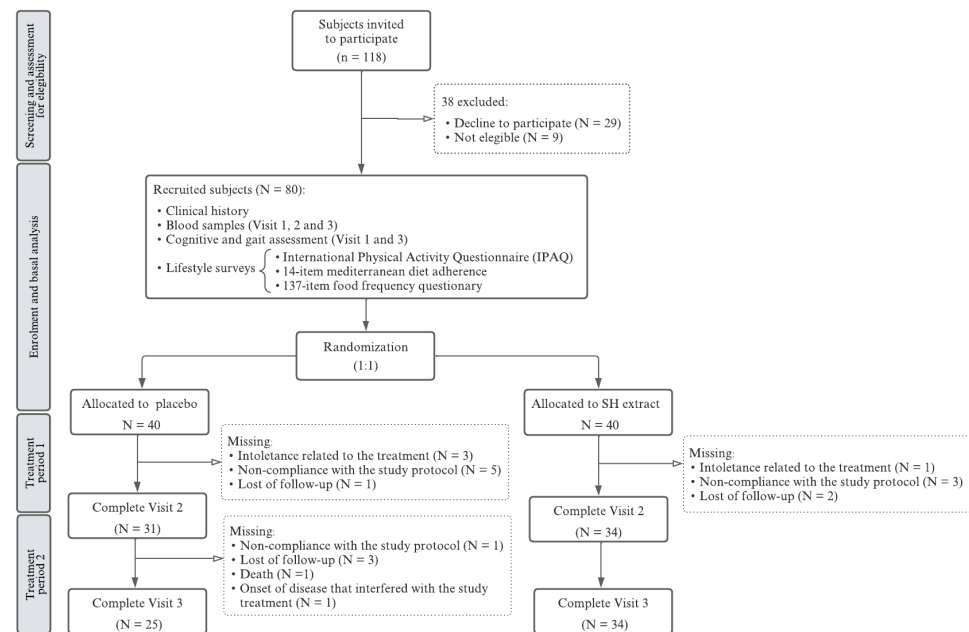 Screening and assessment
for elegibility
Subjects invited
to participate
(n = 118)
38 excluded:
• Decline to participate (N = 29)
• Not elegible (N = 9)
Enrolment and basal analysis
Recruited subjects (N = 80):
• Clinical history
• Blood samples (Visit 1, 2 and 3)
• Cognitive and gait assessment (Visit 1 and 3)
• Lifestyle surveys
• International Physical Activity Questionnaire (IPAQ)
• 14-item mediterranean diet adherence
• 137-item food frequency questionary
Randomization
(1:1)
Allocated to placebo
N = 40
Allocated to SH extract
N = 40
Treatment
period 1
Missing:
• Intoletance related to the treatment (N = 3)
• Non-compliance with the study protocol (N = 5)
• Lost of follow-up (N = 1)
Missing:
• Intoletance related to the treatment (N = 1)
• Non-compliance with the study protocol (N = 3)
• Lost of follow-up (N = 2)
Complete Visit 2
(N = 31)
Complete Visit 2
(N = 34)
Treatment
period 2
Missing:
• Non-compliance with the study protocol (N = 1)
• Lost of follow-up (N = 3)
• Death (N =1)
• Onset of disease that interfered with the study
treatment (N = 1)
Complete Visit 3
(N = 25)
Complete Visit 3
(N = 34)